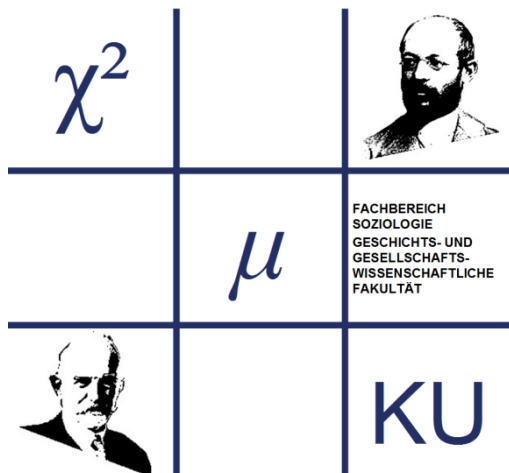 χ²
FACHBEREICH
SOZIOLOGIE
GESCHICHTS- UND
GESELLSCHAFTS-
WISSENSCHAFTLICHE
FAKULTÄT
μ
KU